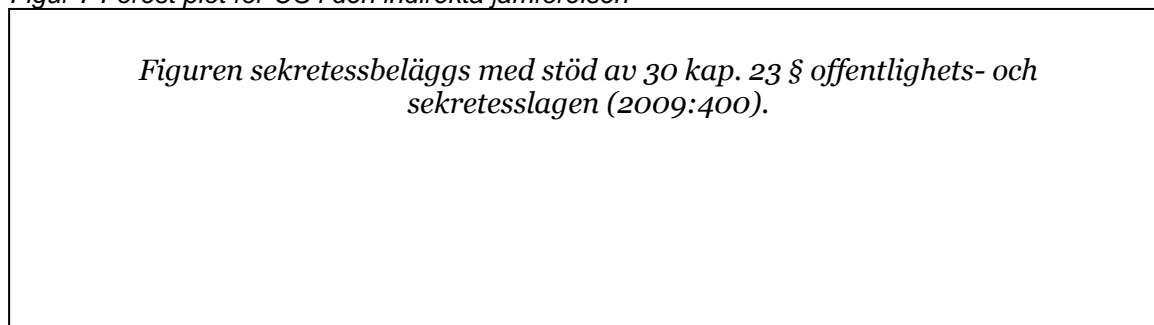 Figur 7 Forest plot för OS i den indirekta jämförelsen
Figuren sekretessbeläggs med stöd av 30 kap. 23 § offentlighets- och
sekretesslagen (2009:400).